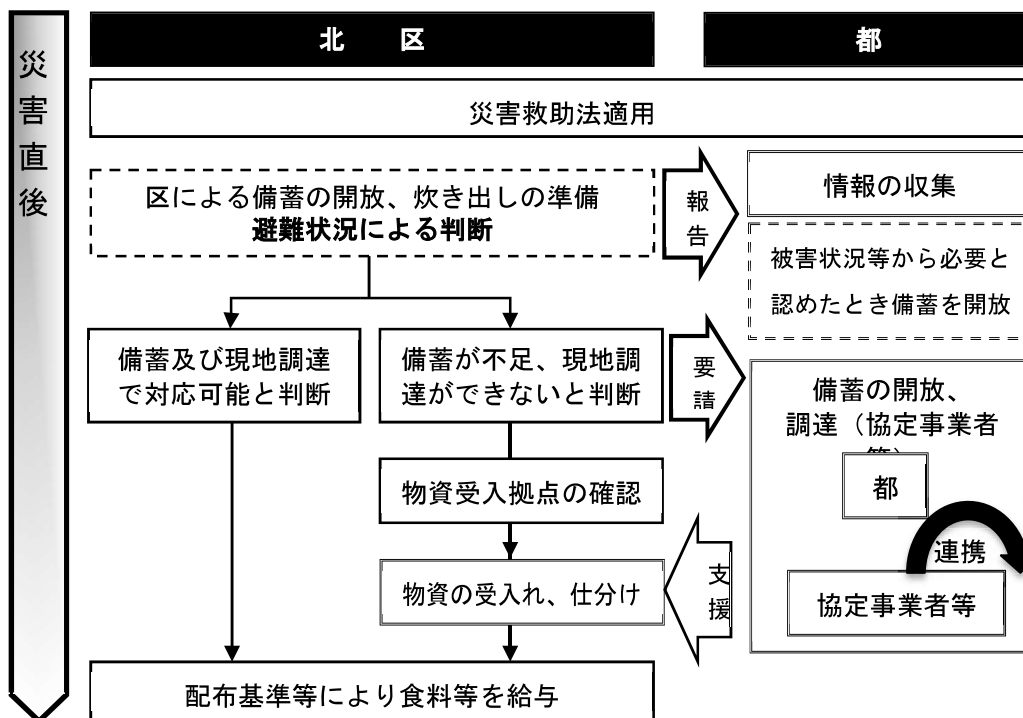 災害直後
北区
都
災害救助法適用
区による備蓄の開放、炊き出しの準備
避難状況による判断
報告
情報の収集
被害状況等から必要と
認めたとき備蓄を開放
備蓄及び現地調達
で対応可能と判断
備蓄が不足、現地調
達ができないと判断
要請
備蓄の開放、
調達（協定事業者
都
物資受入拠点の確認
連携
物資の受入れ、仕分け
支援
協定事業者等
配布基準等により食料等を給与